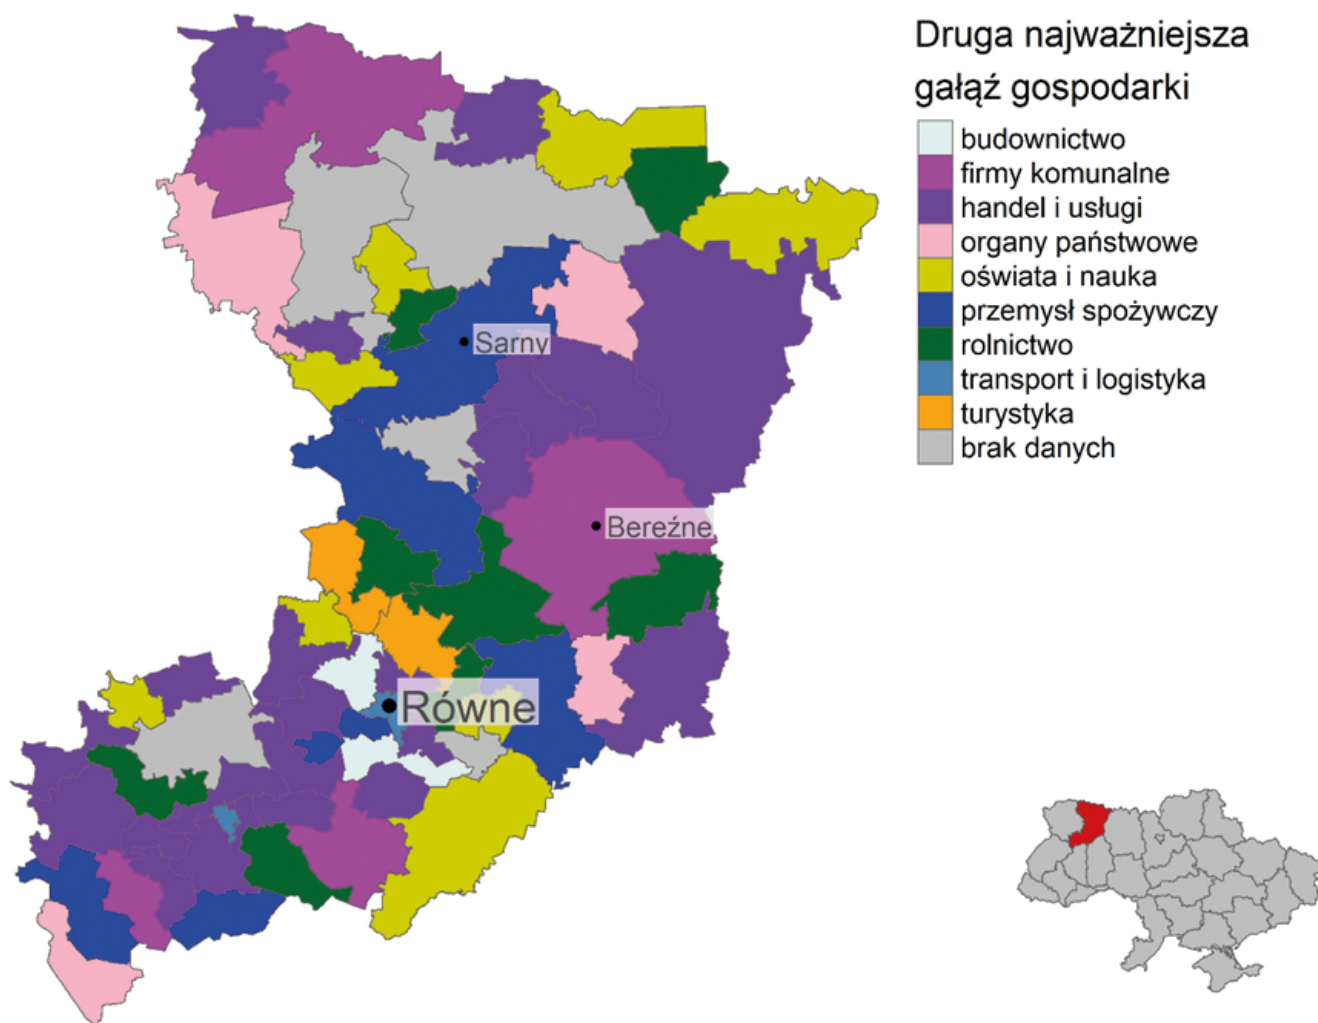 Druga najważniejsza
gałąź gospodarki
budownictwo
firmy komunalne
handel i usługi
organy państwowe
oświata i nauka
przemysł spożywczy
rolnictwo
transport i logistyka
turystyka
brak danych
Sarny
Bereźne
Równe